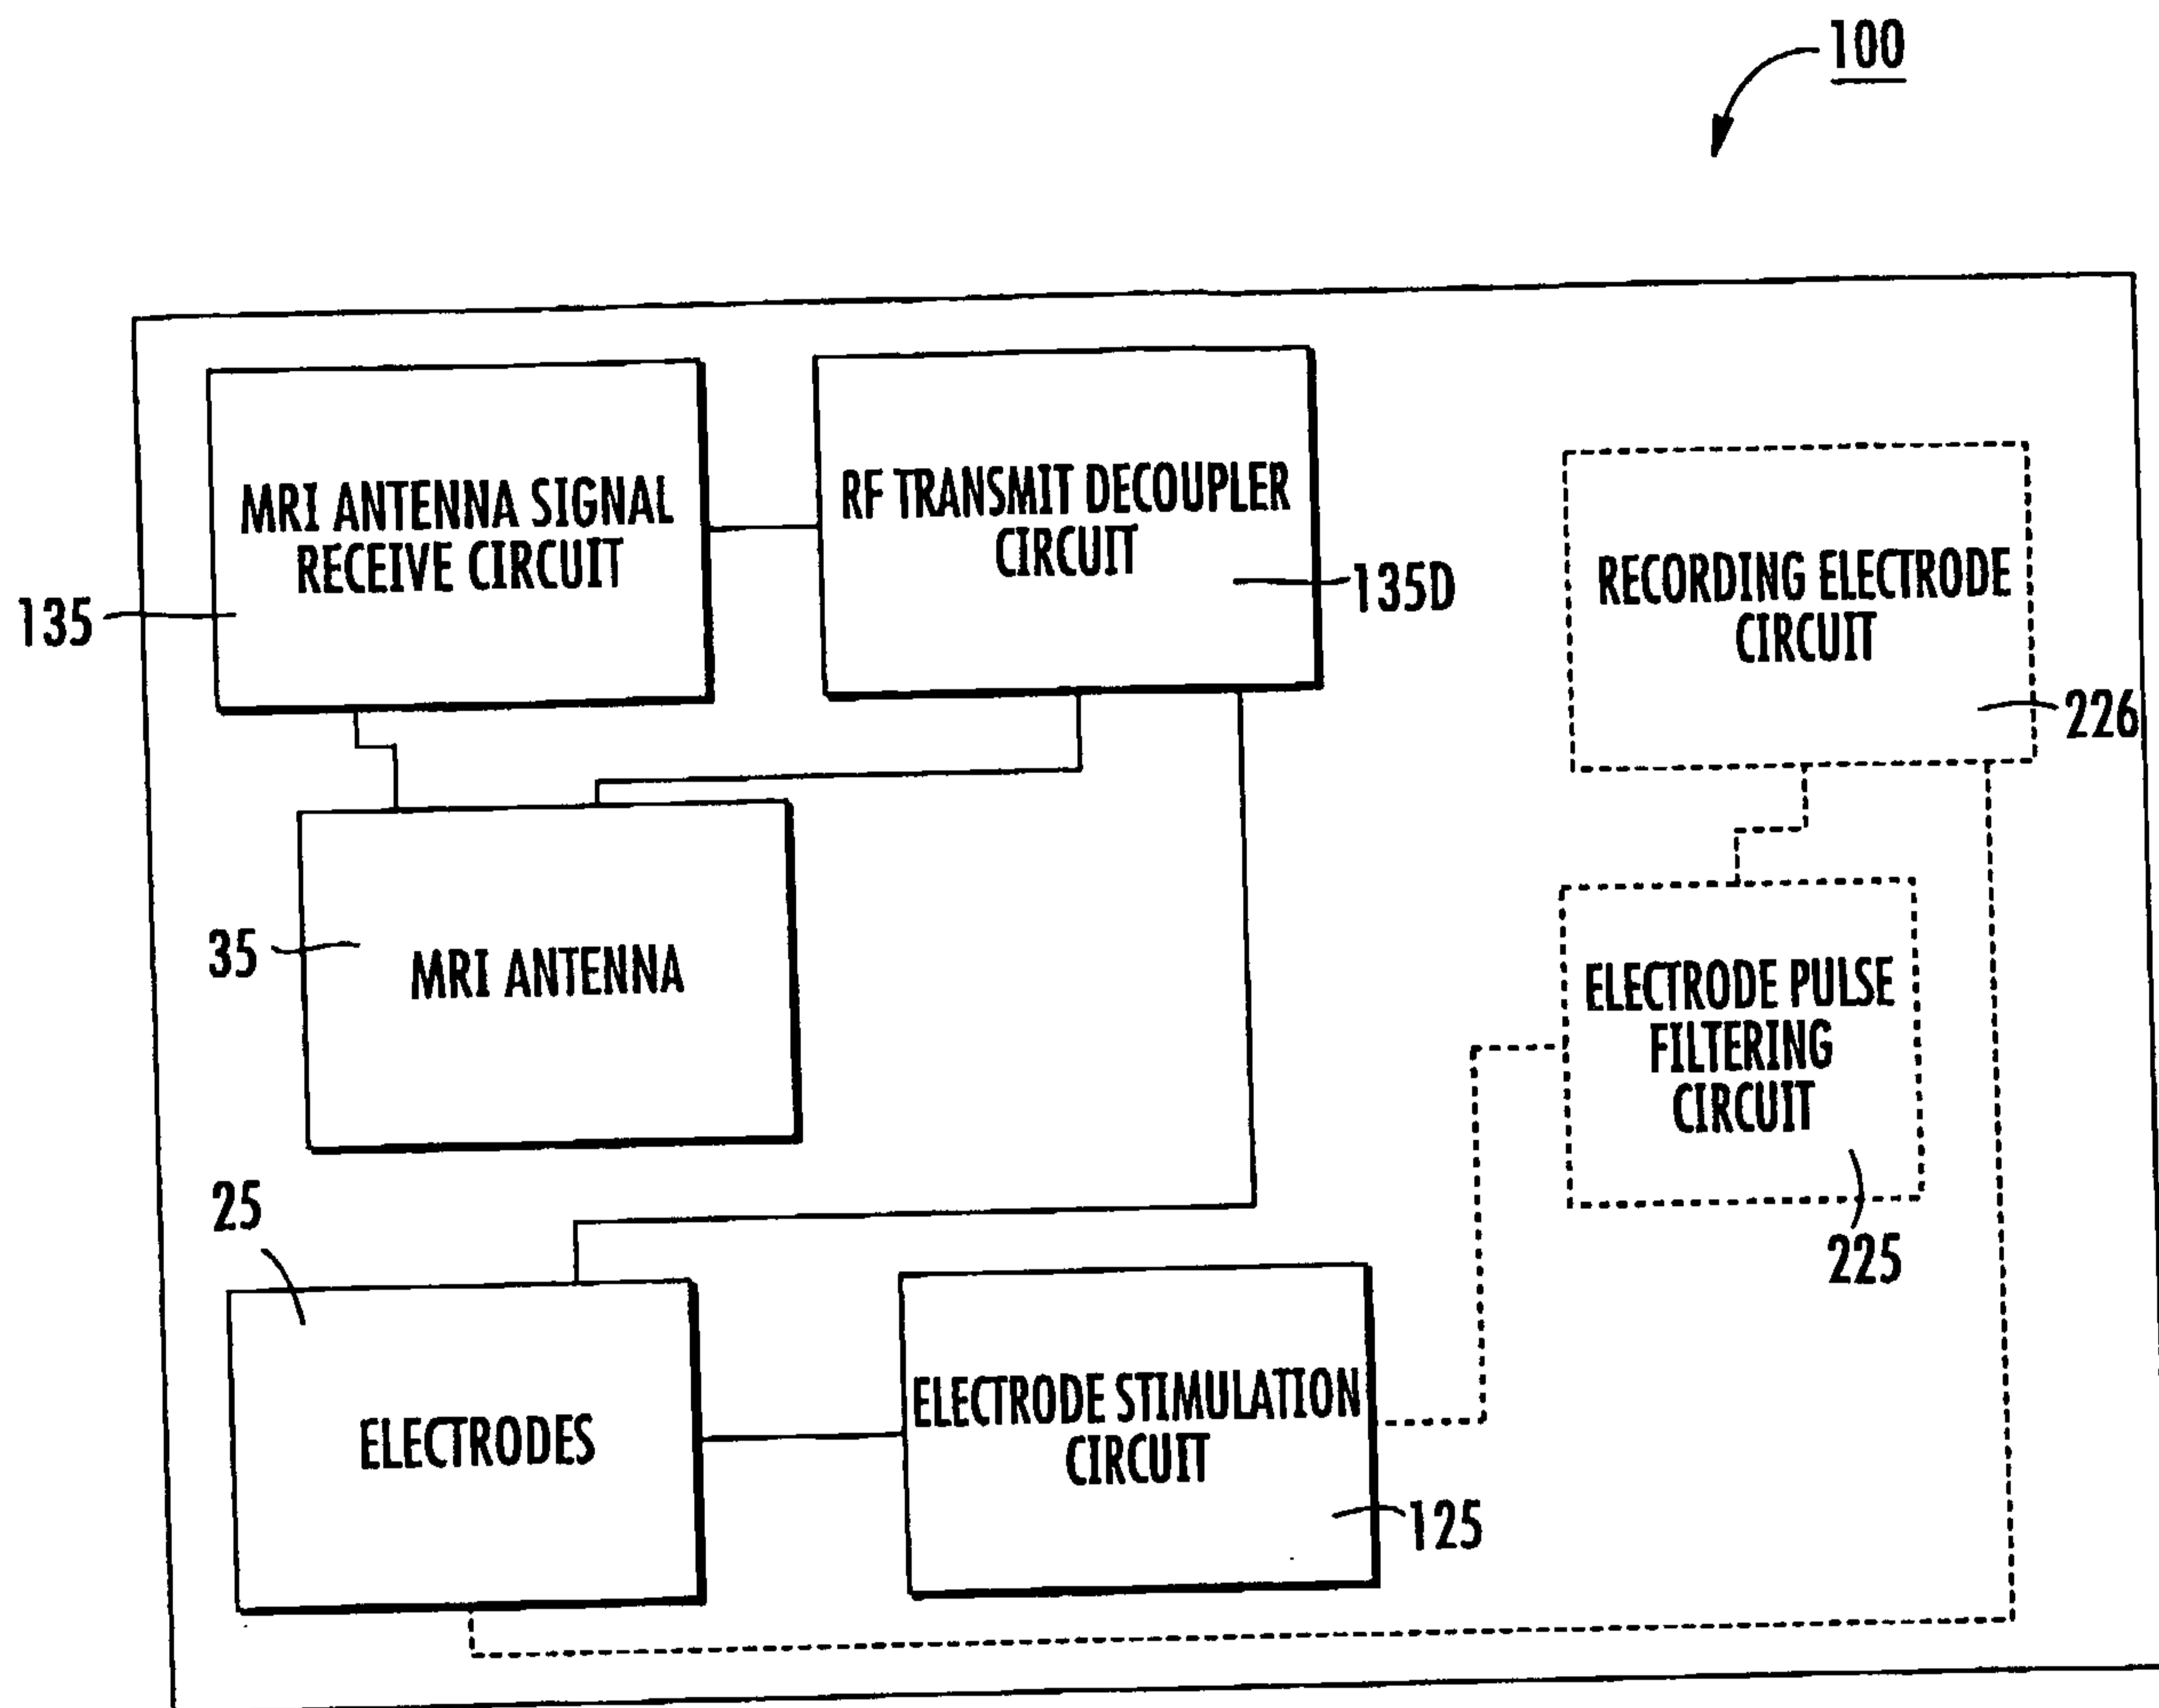 100
MRI ANTENNA SIGNAL
RECEIVE CIRCUIT
135
RF TRANSMIT DECOUPLER
CIRCUIT
135D
RECORDING ELECTRODE
CIRCUIT
226
35
MRI ANTENNA
ELECTRODE PULSE
FILTERING
CIRCUIT
225
25
ELECTRODES
ELECTRODE STIMULATION
CIRCUIT
125